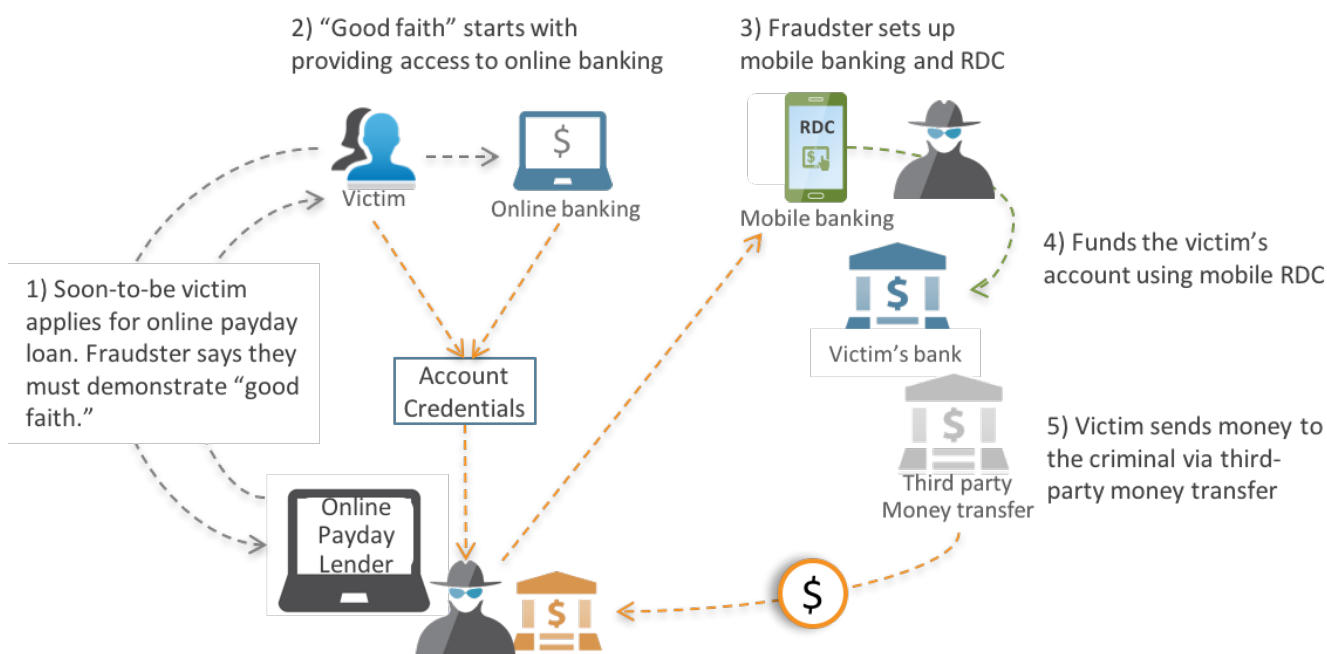 2) “Good faith” starts with
providing access to online banking
3) Fraudster sets up
mobile banking and RDC
$
RDC
$
Victim
Online banking
Mobile banking
4) Funds the victim’s
account using mobile RDC
1) Soon-to-be victim
applies for online payday
loan. Fraudster says they
must demonstrate “good
faith.”
$
Victim’s bank
Account
Credentials
$
5) Victim sends money to
the criminal via third-
party money transfer
Third party
Money transfer
Online
Payday
Lender
$
$